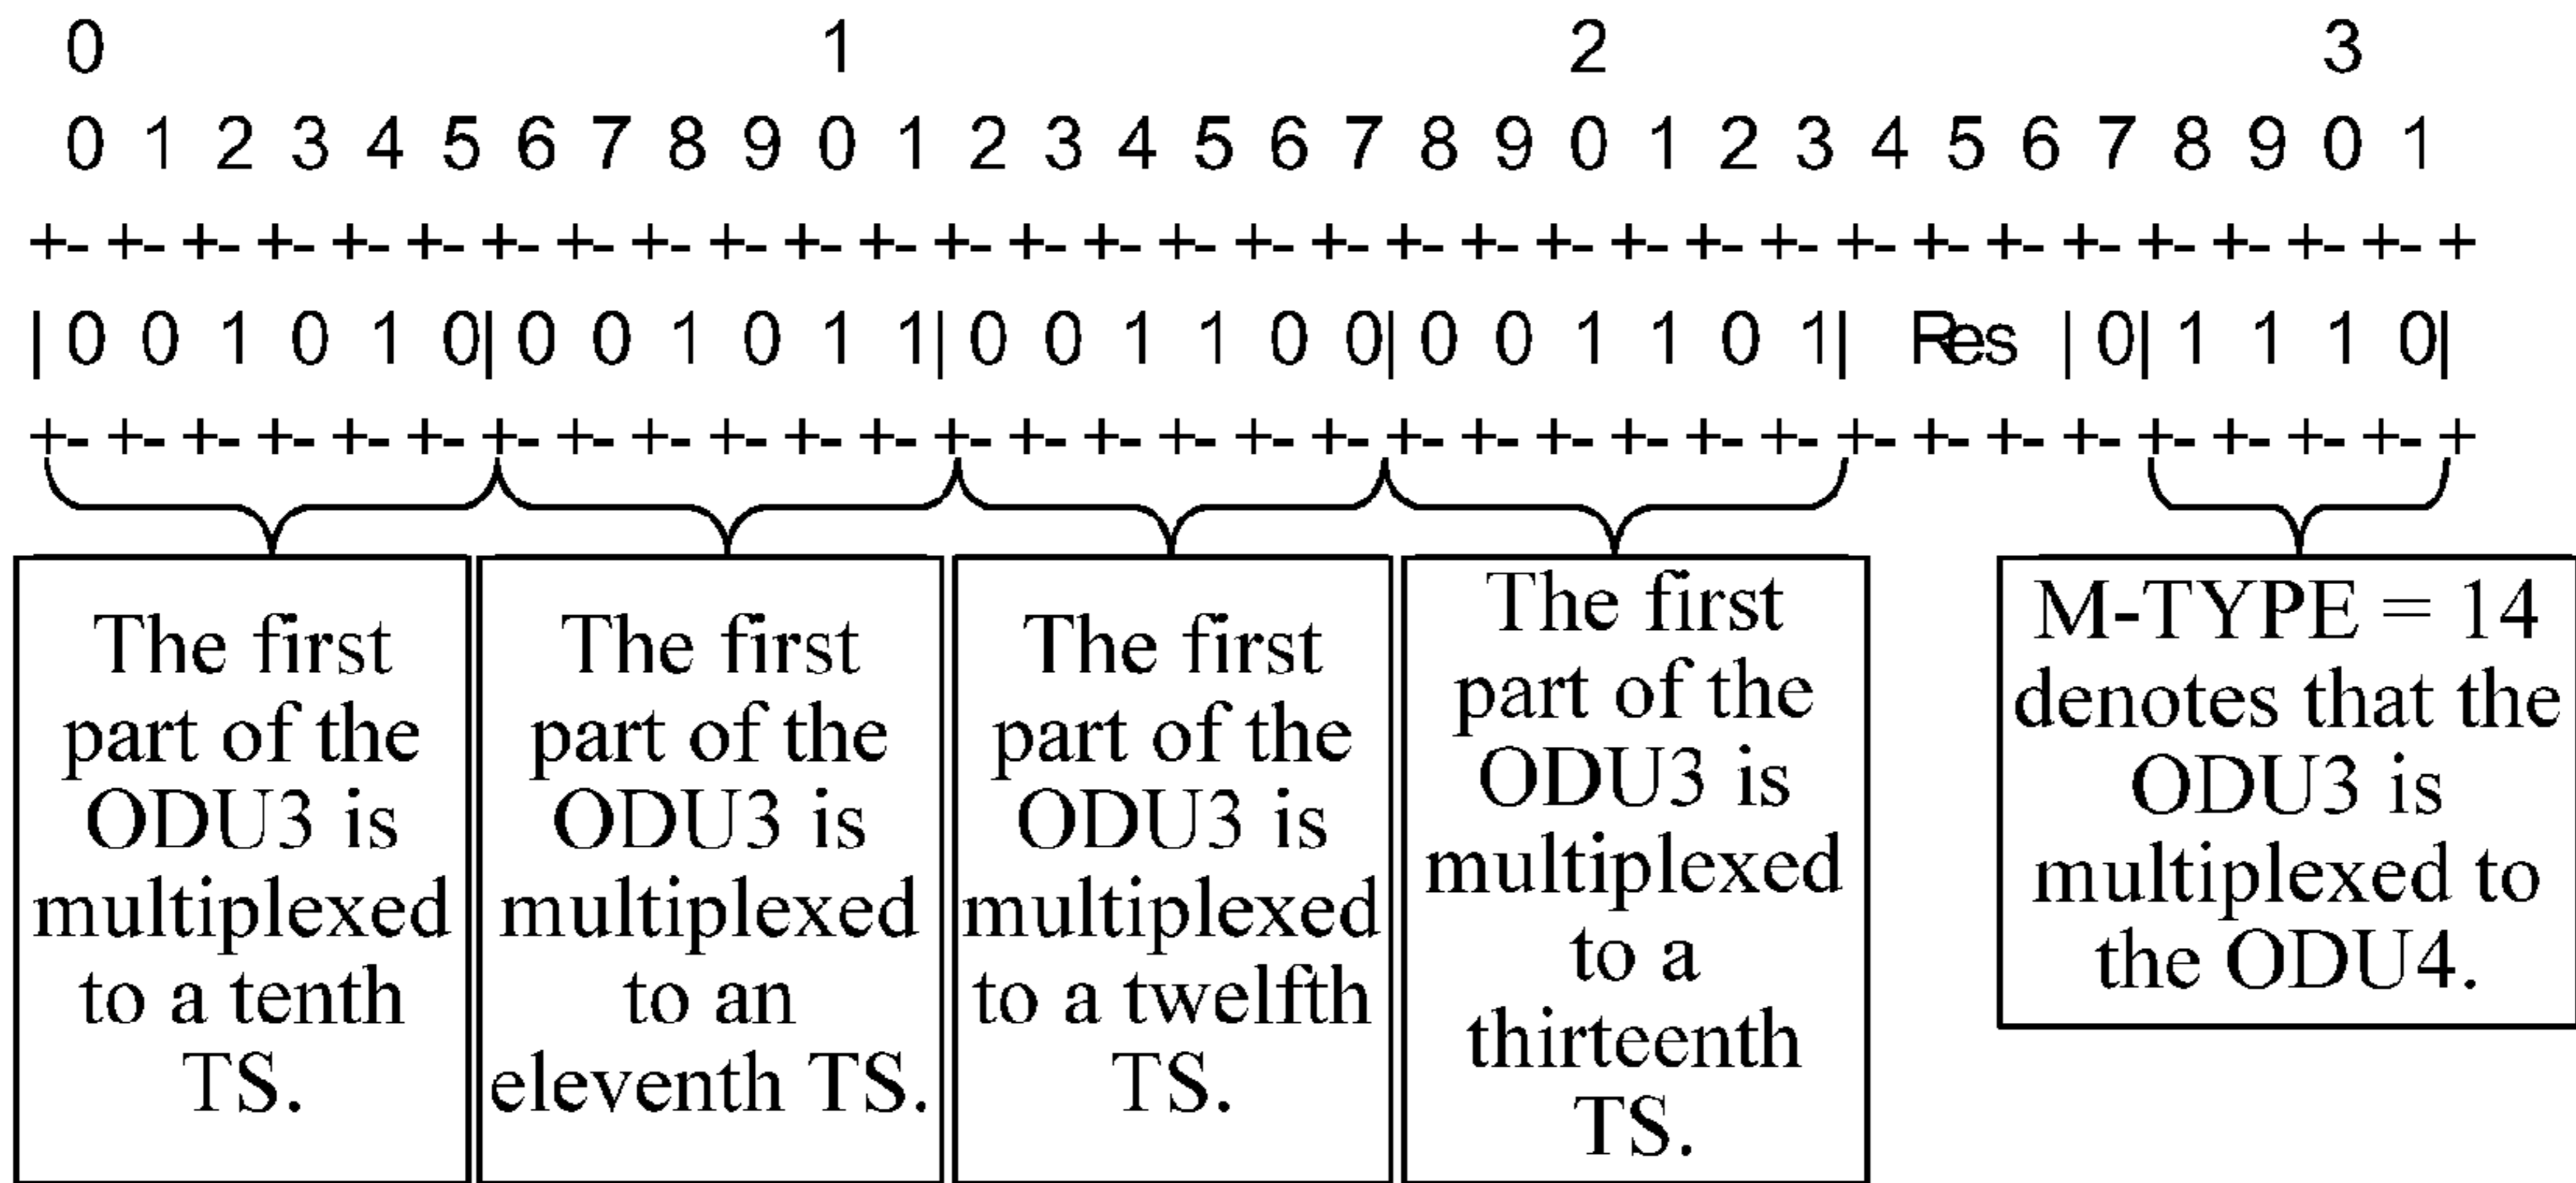 0 1 2 3
0 1 2 3 4 5 6 7 8 9 0 1 2 3 4 5 6 7 8 9 0 1 2 3 4 5 6 7 8 9 0 1
+- +- +- +- +- +- +- +- +- +- +- +- +- +- +- +- +- +- +- +- +- +- +- +- +- +- +- +- +- +- +- +- +
| 0 0 1 0 1 0| 0 0 1 0 1 1| 0 0 1 1 0 0| 0 0 1 1 0 1| Res | 0| 1 1 1 0|
+- +- +- +- +- +- +- +- +- +- +- +- +- +- +- +- +- +- +- +- +- +- +- +- +- +- +- +- +- +- +- +- +
The first
part of the
ODU3 is
multiplexed
to a tenth
TS.
The first
part of the
ODU3 is
multiplexed
to an
eleventh TS.
The first
part of the
ODU3 is
multiplexed
to a twelfth
TS.
The first
part of the
ODU3 is
multiplexed
to a
thirteenth
TS.
M-TYPE = 14
denotes that the
ODU3 is
multiplexed to
the ODU4.